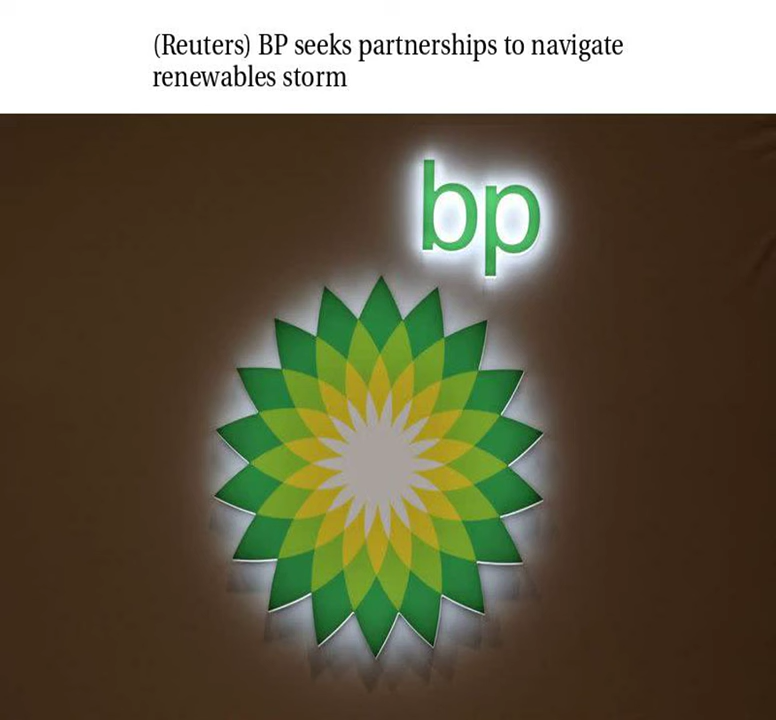 (Reuters) BP seeks partnerships to navigate
renewables storm
bp